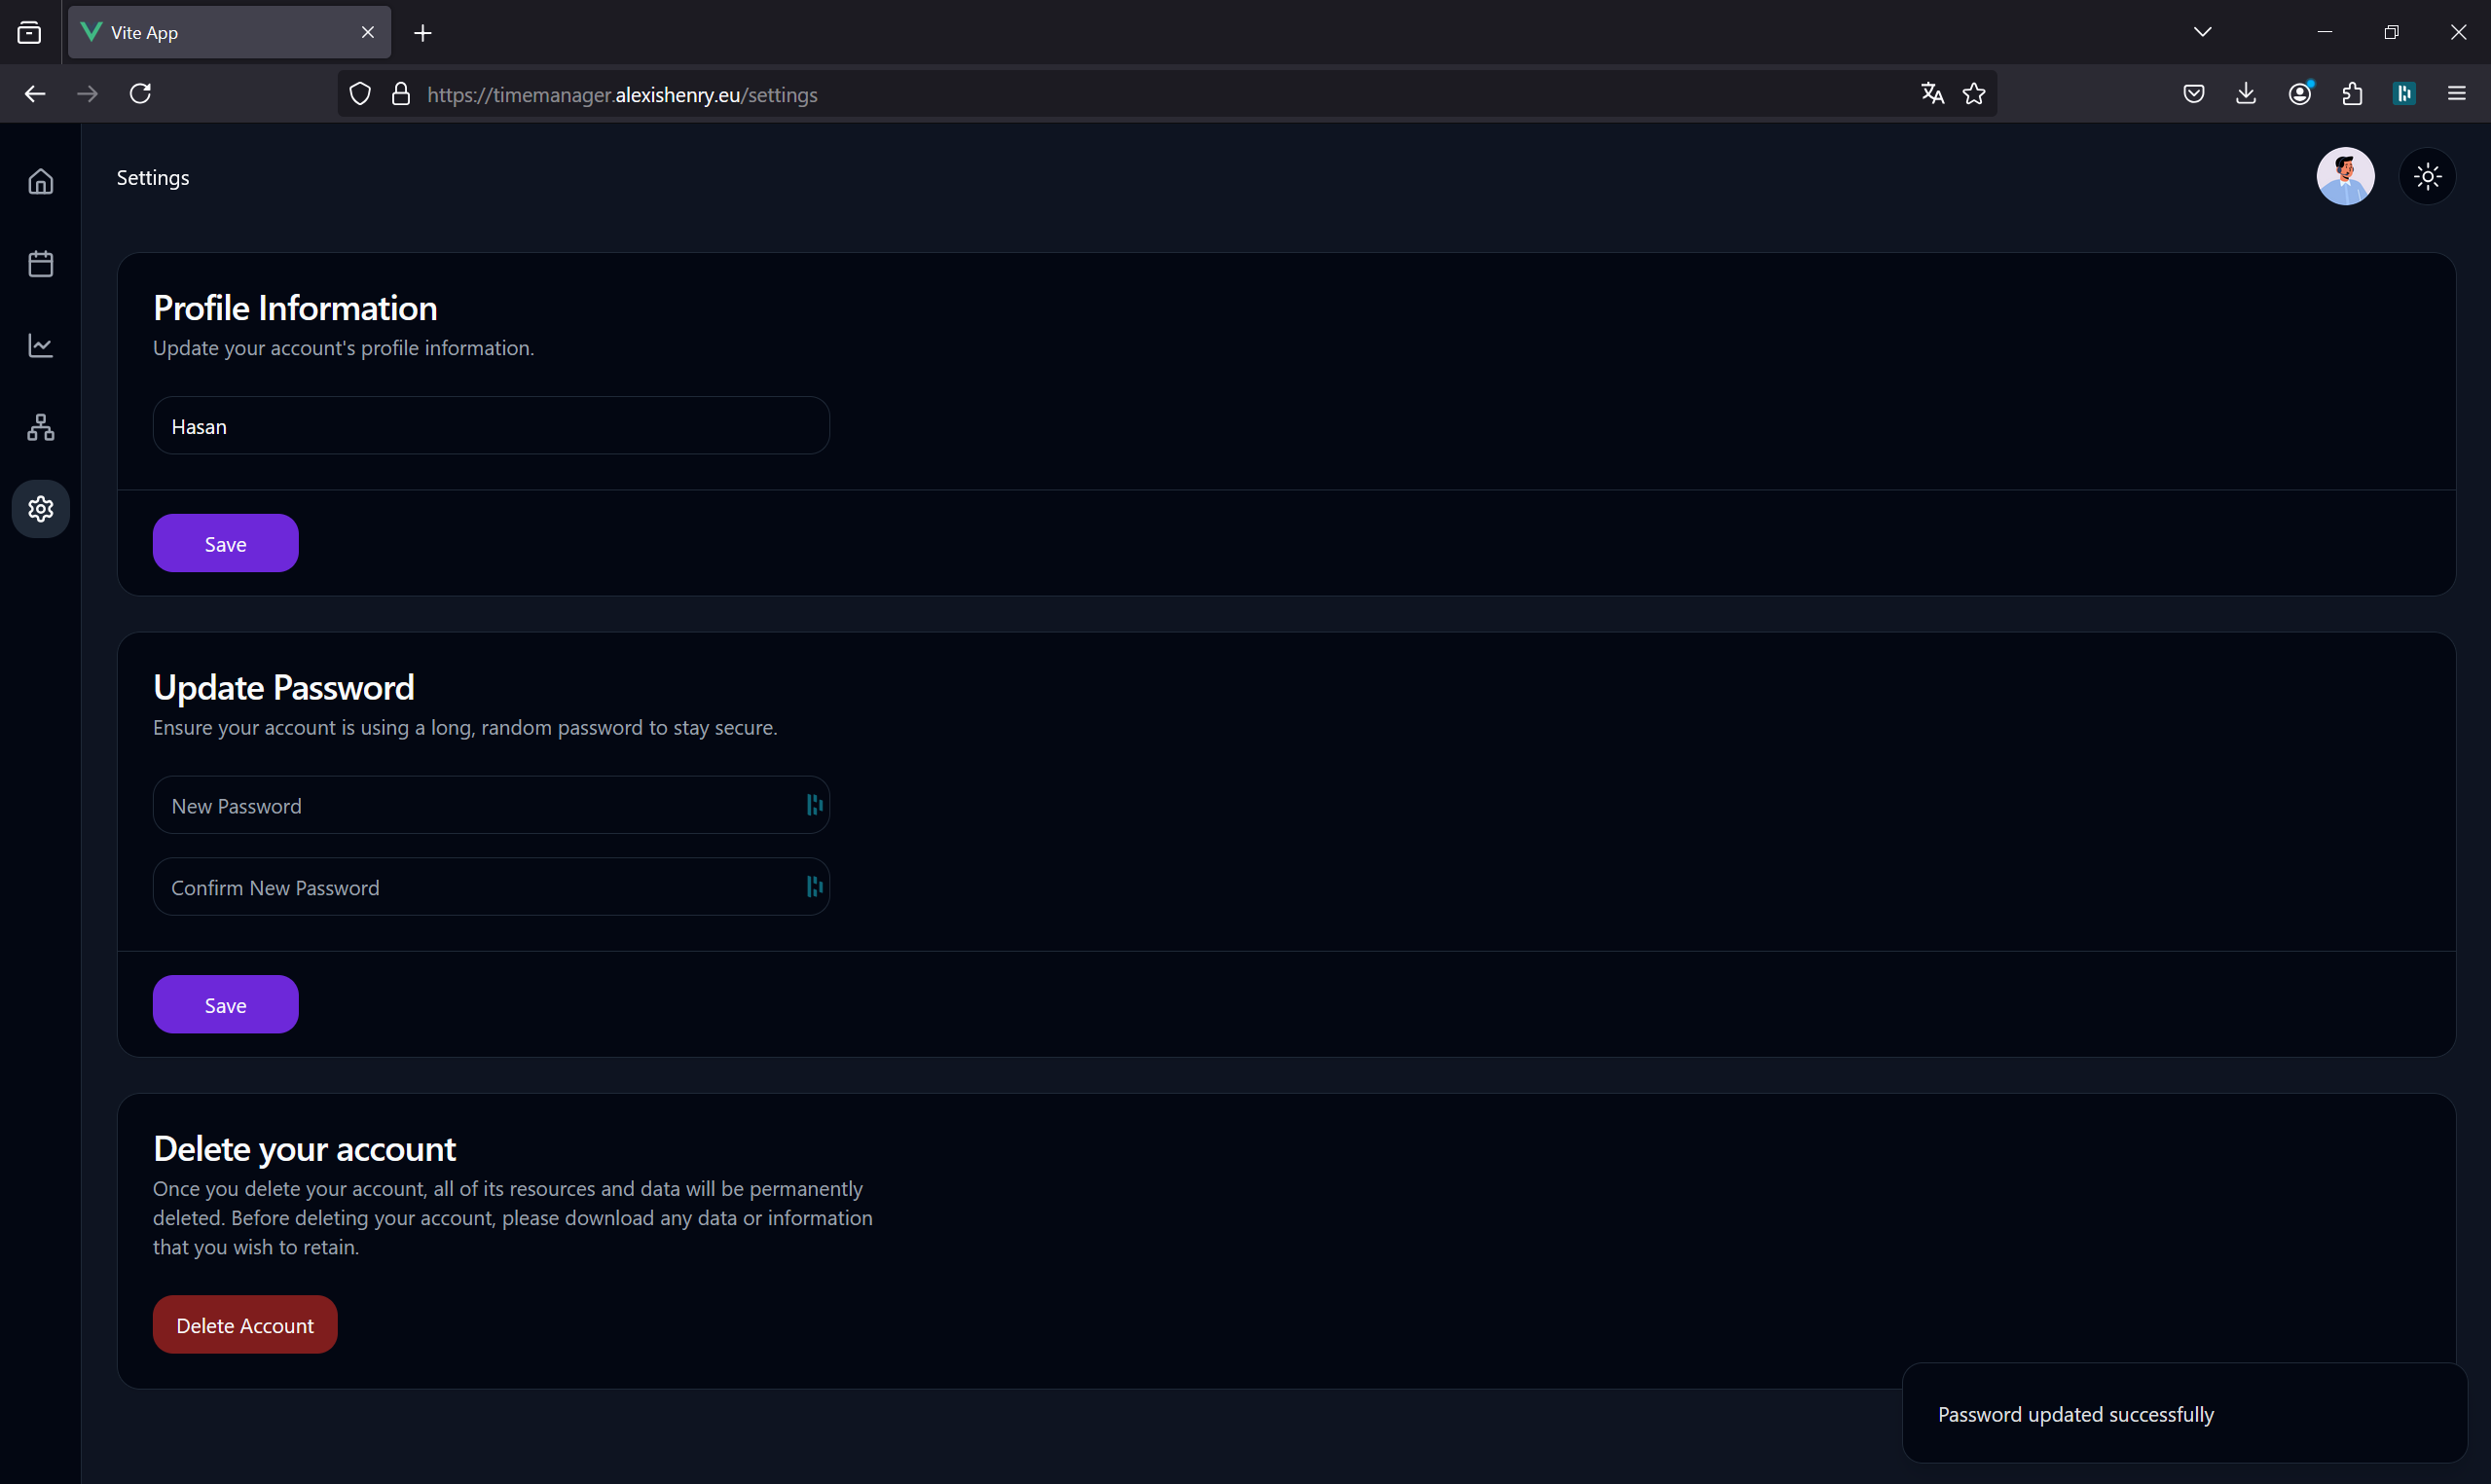 Vite App
https://timemanager.alexishenry.eu/settings
Settings
Profile Information
Update your account's profile information.
Hasan
Save
Update Password
Ensure your account is using a long, random password to stay secure.
New Password
Confirm New Password
Save
Delete your account
Once you delete your account, all of its resources and data will be permanently
deleted. Before deleting your account, please download any data or information
that you wish to retain.
Delete Account
Password updated successfully